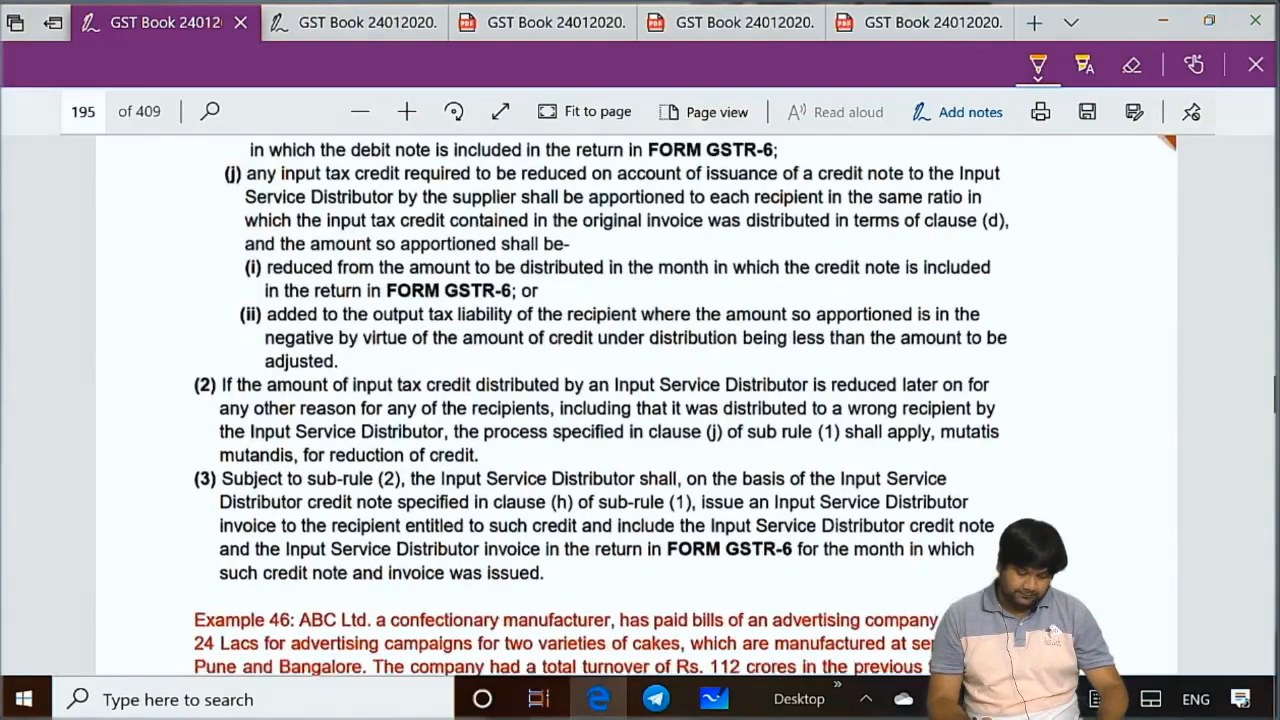 GST Book 24012
GST Book 24012020.
GST Book 24012020.
GST Book 24012020.
GST Book 24012020.
195 of 409
Fit to page
Page view
Read aloud
Add notes
in which the debit note is included in the return in FORM GSTR-6;
(j) any input tax credit required to be reduced on account of issuance of a credit note to the Input
Service Distributor by the supplier shall be apportioned to each recipient in the same ratio in
which the input tax credit contained in the original invoice was distributed in terms of clause (d),
and the amount so apportioned shall be-
(i) reduced from the amount to be distributed in the month in which the credit note is included
in the return in FORM GSTR-6; or
(ii) added to the output tax liability of the recipient where the amount so apportioned is in the
negative by virtue of the amount of credit under distribution being less than the amount to be
adjusted.
(2) If the amount of input tax credit distributed by an Input Service Distributor is reduced later on for
any other reason for any of the recipients, including that it was distributed to a wrong recipient by
the Input Service Distributor, the process specified in clause (j) of sub rule (1) shall apply, mutatis
mutandis, for reduction of credit.
(3) Subject to sub-rule (2), the Input Service Distributor shall, on the basis of the Input Service
Distributor credit note specified in clause (h) of sub-rule (1), issue an Input Service Distributor
invoice to the recipient entitled to such credit and include the Input Service Distributor credit note
and the Input Service Distributor invoice in the return in FORM GSTR-6 for the month in which
such credit note and invoice was issued.
Example 46: ABC Ltd. a confectionary manufacturer, has paid bills of an advertising company
24 Lacs for advertising campaigns for two varieties of cakes, which are manufactured at
Pune and Bangalore. The company had a total turnover of Rs. 112 crores in the previous
Type here to search
Desktop
ENG